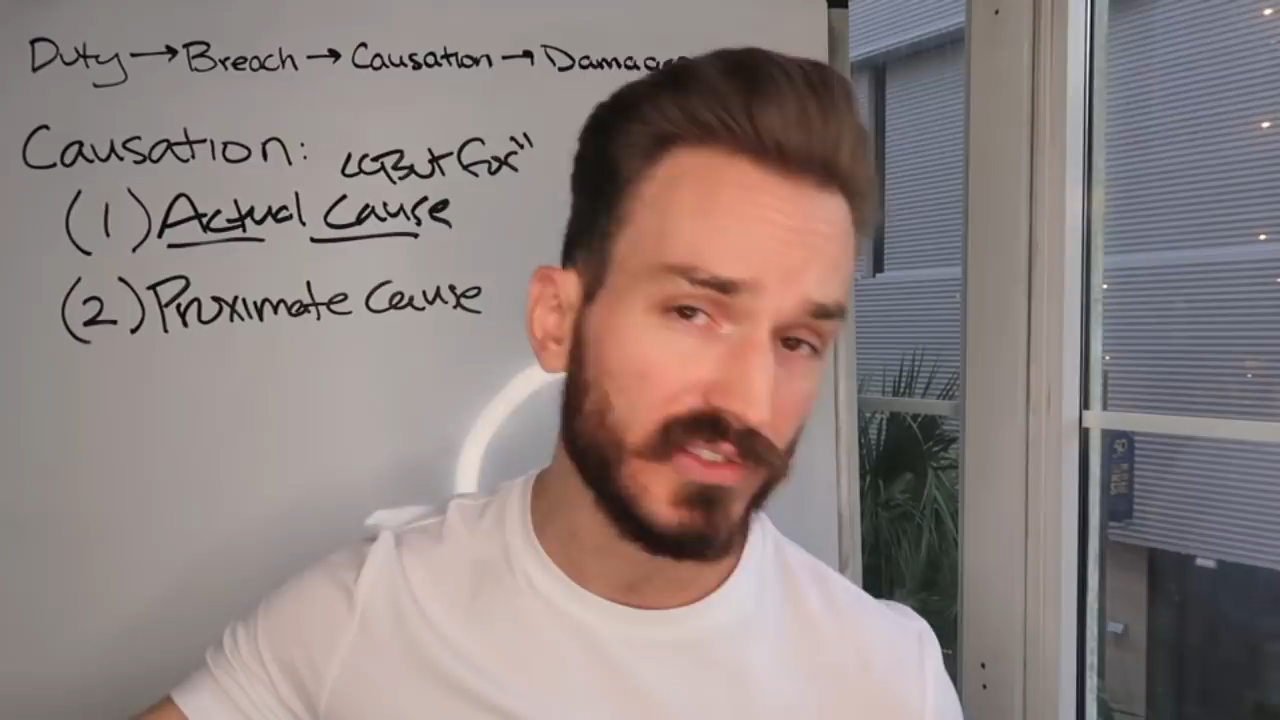 Duty → Breach → Causation → Damag
Causation:
"But for"
(1) Actual Cause
(2) Proximate Cause